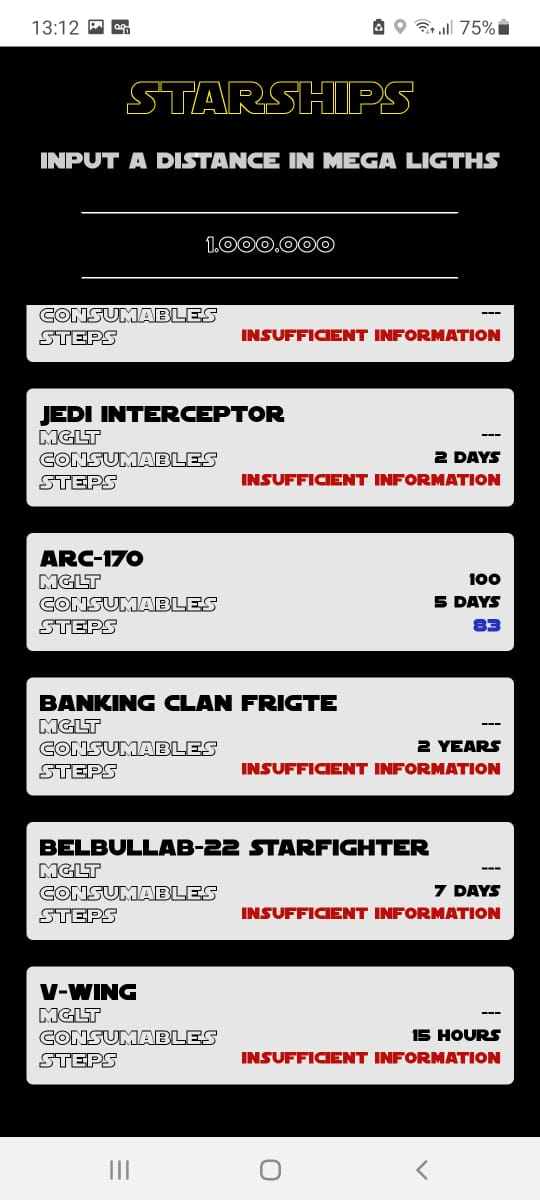 13:12 75%
STARSHIPS
INPUT A DISTANCE IN MEGA LIGTHS
1.000.000
CONSUMABLES ---
STEPS INSUFFICIENT INFORMATION
JEDI INTERCEPTOR
MGLT ---
CONSUMABLES 2 DAYS
STEPS INSUFFICIENT INFORMATION
ARC-170
MGLT 100
CONSUMABLES 5 DAYS
STEPS 83
BANKING CLAN FRIGTE
MGLT ---
CONSUMABLES 2 YEARS
STEPS INSUFFICIENT INFORMATION
BELBULLAB-22 STARFIGHTER
MGLT ---
CONSUMABLES 7 DAYS
STEPS INSUFFICIENT INFORMATION
V-WING
MGLT ---
CONSUMABLES 15 HOURS
STEPS INSUFFICIENT INFORMATION